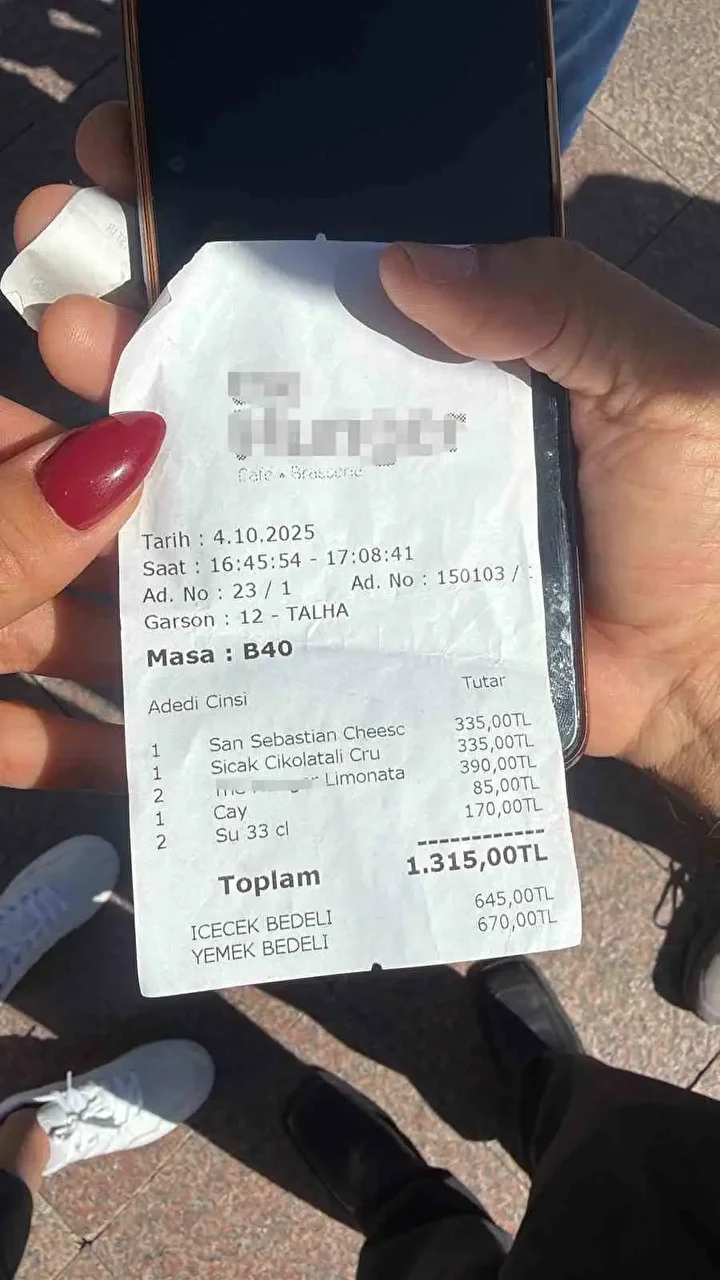 Café • Brasserie
Tarih : 4.10.2025
Saat : 16:45:54 - 17:08:41
Ad. No : 23 / 1 Ad. No : 150103 /
Garson : 12 - TALHA
Masa : B40
Adedi Cinsi Tutar
1 San Sebastian Cheesc 335,00TL
1 Sicak Cikolatali Cru 335,00TL
2 Limonata 390,00TL
1 Cay 85,00TL
2 Su 33 cl 170,00TL
------------
Toplam 1.315,00TL
ICECEK BEDELI 645,00TL
YEMEK BEDELI 670,00TL